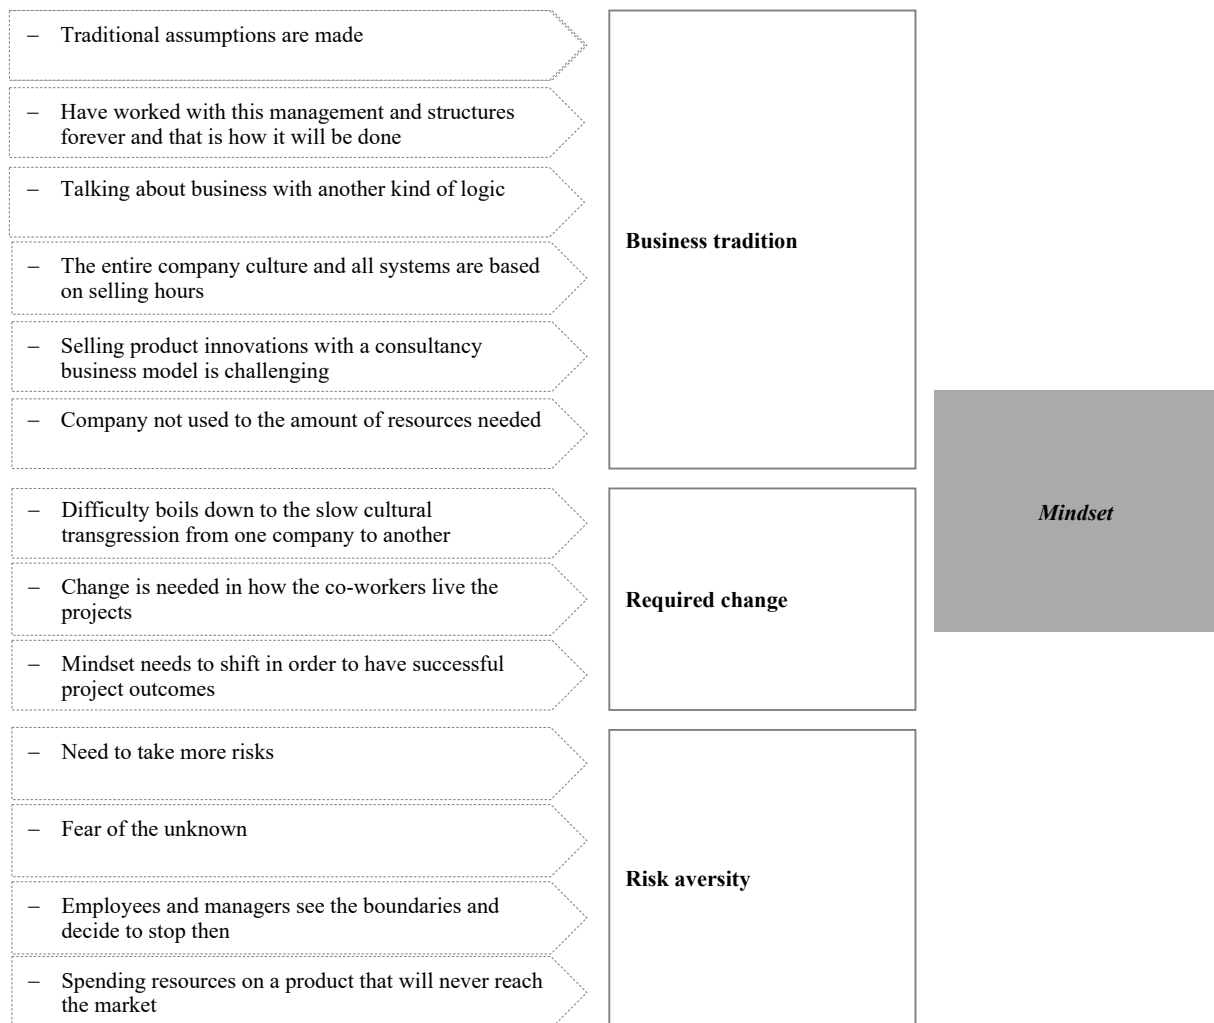 – Traditional assumptions are made
– Have worked with this management and structures
forever and that is how it will be done
– Talking about business with another kind of logic
– The entire company culture and all systems are based
on selling hours
– Selling product innovations with a consultancy
business model is challenging
– Company not used to the amount of resources needed
Business tradition
– Difficulty boils down to the slow cultural
transgression from one company to another
– Change is needed in how the co-workers live the
projects
– Mindset needs to shift in order to have successful
project outcomes
Required change
– Need to take more risks
– Fear of the unknown
– Employees and managers see the boundaries and
decide to stop then
– Spending resources on a product that will never reach
the market
Risk aversity
Mindset